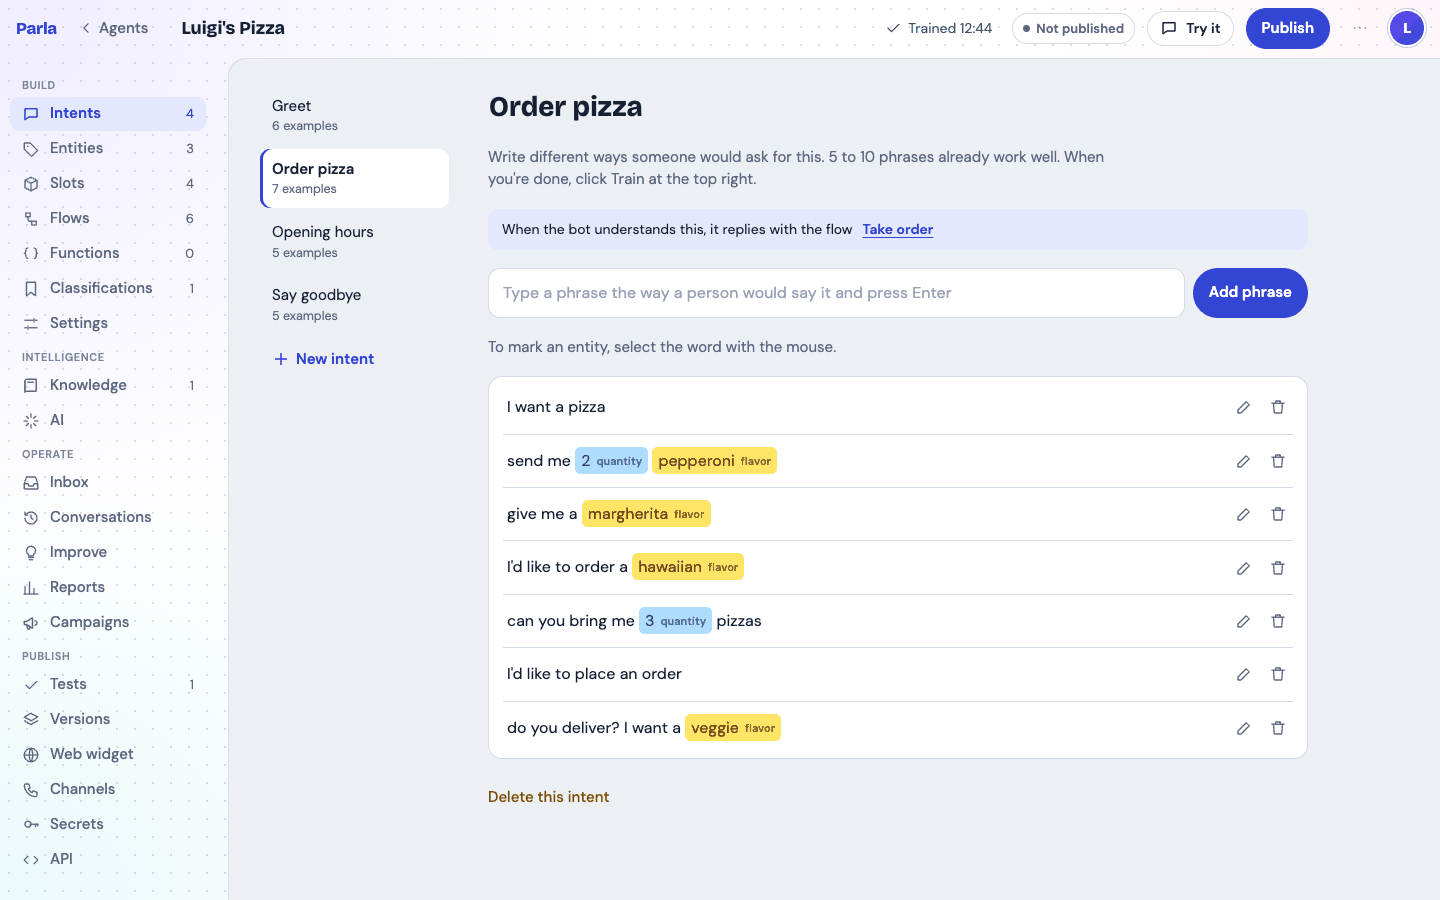 Parla
Agents
Luigi's Pizza
Trained 12:44
Not published
Try it
Publish
L
BUILD
Intents 4
Entities 3
Slots 4
Flows 6
Functions 0
Classifications 1
Settings
INTELLIGENCE
Knowledge 1
AI
OPERATE
Inbox
Conversations
Improve
Reports
Campaigns
PUBLISH
Tests 1
Versions
Web widget
Channels
Secrets
API
Greet
6 examples
Order pizza
7 examples
Opening hours
5 examples
Say goodbye
5 examples
New intent
Order pizza
Write different ways someone would ask for this. 5 to 10 phrases already work well. When
you're done, click Train at the top right.
When the bot understands this, it replies with the flow Take order
Type a phrase the way a person would say it and press Enter
Add phrase
To mark an entity, select the word with the mouse.
I want a pizza
send me 2 quantity pepperoni flavor
give me a margherita flavor
I'd like to order a hawaiian flavor
can you bring me 3 quantity pizzas
I'd like to place an order
do you deliver? I want a veggie flavor
Delete this intent